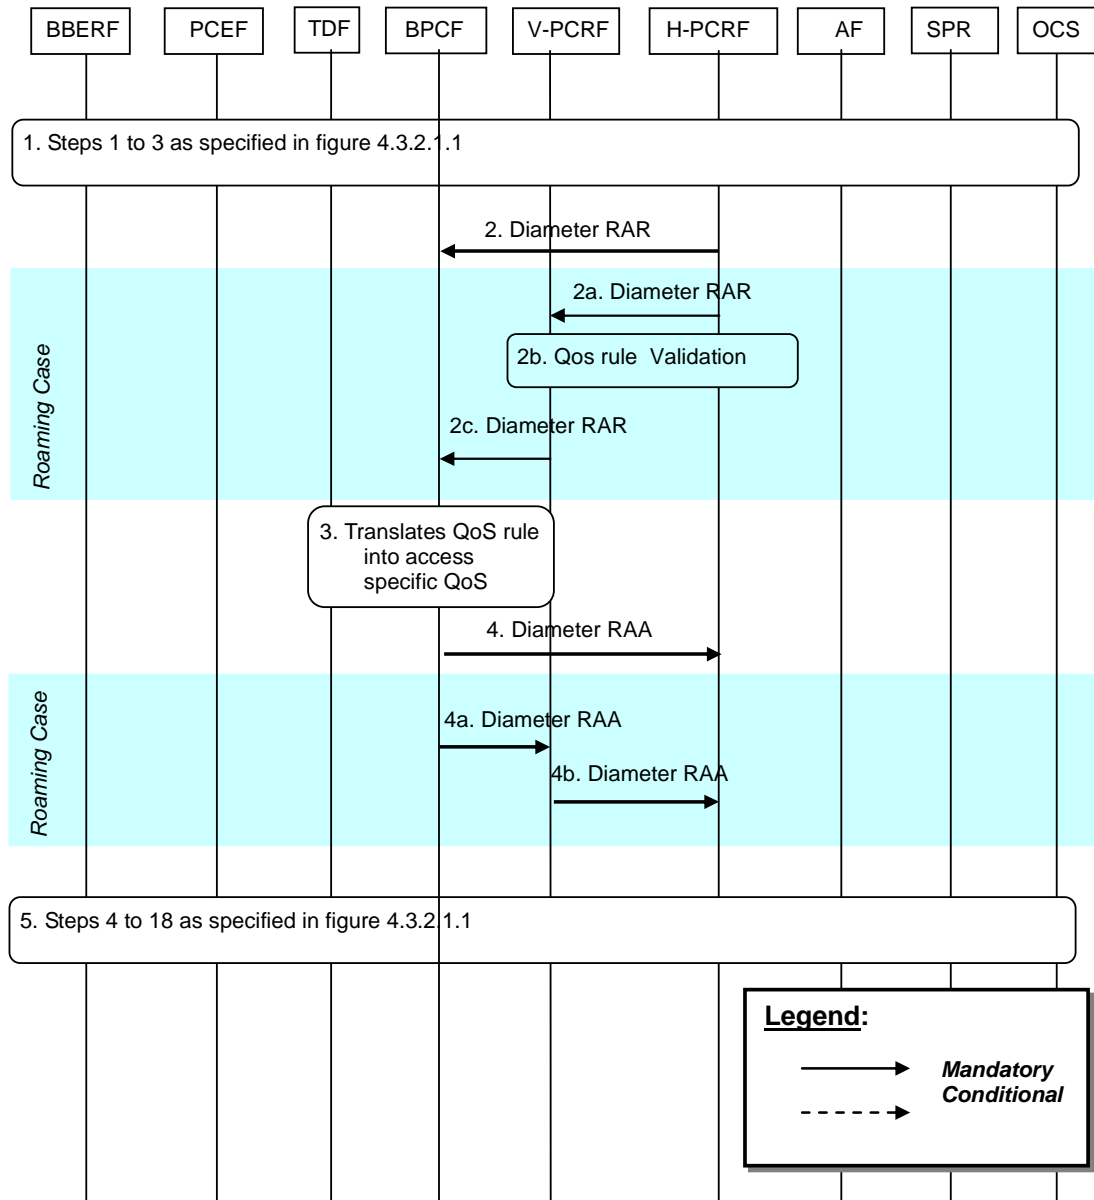 BBERF PCEF TDF BPCF V-PCRF H-PCRF AF SPR OCS
1. Steps 1 to 3 as specified in figure 4.3.2.1.1
2. Diameter RAR
Roaming Case
2a. Diameter RAR
2b. Qos rule Validation
2c. Diameter RAR
3. Translates QoS rule
into access
specific QoS
4. Diameter RAA
Roaming Case
4a. Diameter RAA
4b. Diameter RAA
5. Steps 4 to 18 as specified in figure 4.3.2.1.1
Legend:
Mandatory
Conditional